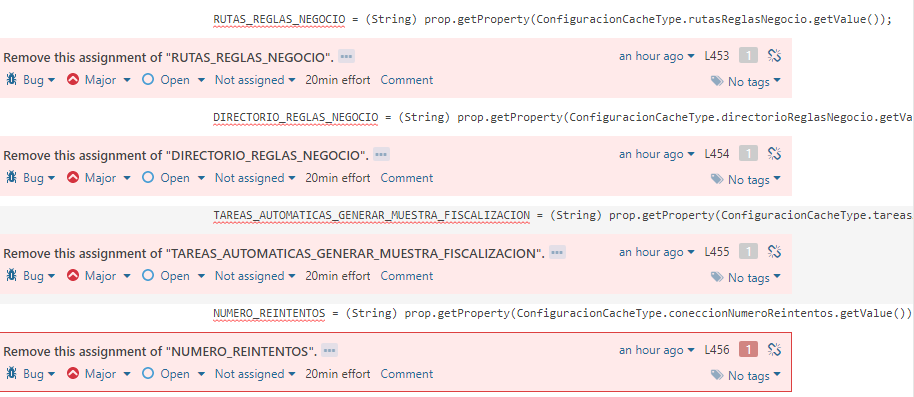 RUTAS_REGLAS_NEGOCIO = (String) prop.getProperty(ConfiguracionCacheType.rutasReglasNegocio.getValue());
Remove this assignment of "RUTAS_REGLAS_NEGOCIO". an hour ago L453 1
Bug Major Open Not assigned 20min effort Comment No tags
DIRECTORIO_REGLAS_NEGOCIO = (String) prop.getProperty(ConfiguracionCacheType.directorioReglasNegocio.getVa
Remove this assignment of "DIRECTORIO_REGLAS_NEGOCIO". an hour ago L454 1
Bug Major Open Not assigned 20min effort Comment No tags
TAREAS_AUTOMATICAS_GENERAR_MUESTRA_FISCALIZACION = (String) prop.getProperty(ConfiguracionCacheType.tareas
Remove this assignment of "TAREAS_AUTOMATICAS_GENERAR_MUESTRA_FISCALIZACION". an hour ago L455 1
Bug Major Open Not assigned 20min effort Comment No tags
NUMERO_REINTENTOS = (String) prop.getProperty(ConfiguracionCacheType.coneccionNumeroReintentos.getValue())
Remove this assignment of "NUMERO_REINTENTOS". an hour ago L456 1
Bug Major Open Not assigned 20min effort Comment No tags